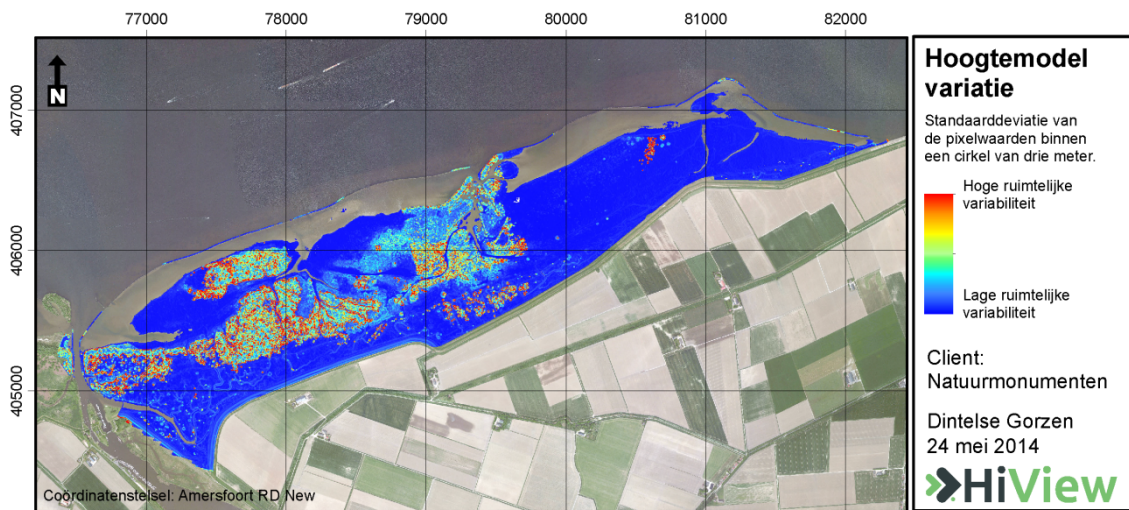 77000 78000 79000 80000 81000 82000
407000
406000
405000
N
Coördinatenstelsel: Amersfoort RD New
Hoogtemodel
variatie
Standaarddeviatie van
de pixelwaarden binnen
een cirkel van drie meter.
Hoge ruimtelijke
variabiliteit
Lage ruimtelijke
variabiliteit
Client:
Natuurmonumenten
Dintelse Gorzen
24 mei 2014
HiView